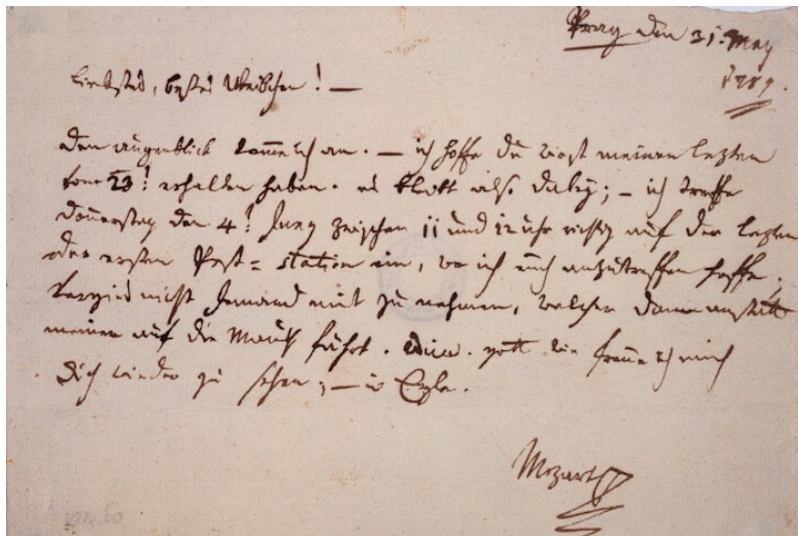 Prag den 31:t May
1789.
liebstes, bestes Weibchen! —
den augenblick komme ich an. — ich hoffe du wirst meinen lezten
vom 23:t erhalten haben. es bleibt also dabey; — ich treffe
Donnerstag den 4:t Juny zwischen 11 und 12 uhr richtig auf der lezten
oder ersten Post=station ein, wo ich euch anzutreffen hoffe;
vergiss nicht Jemand mit zu nehmen, welcher dann anstatt
meiner auf die Mauth fährt. adieu. gott wie freue ich mich
dich wieder zu sehen; — in Eyle.
Mozart